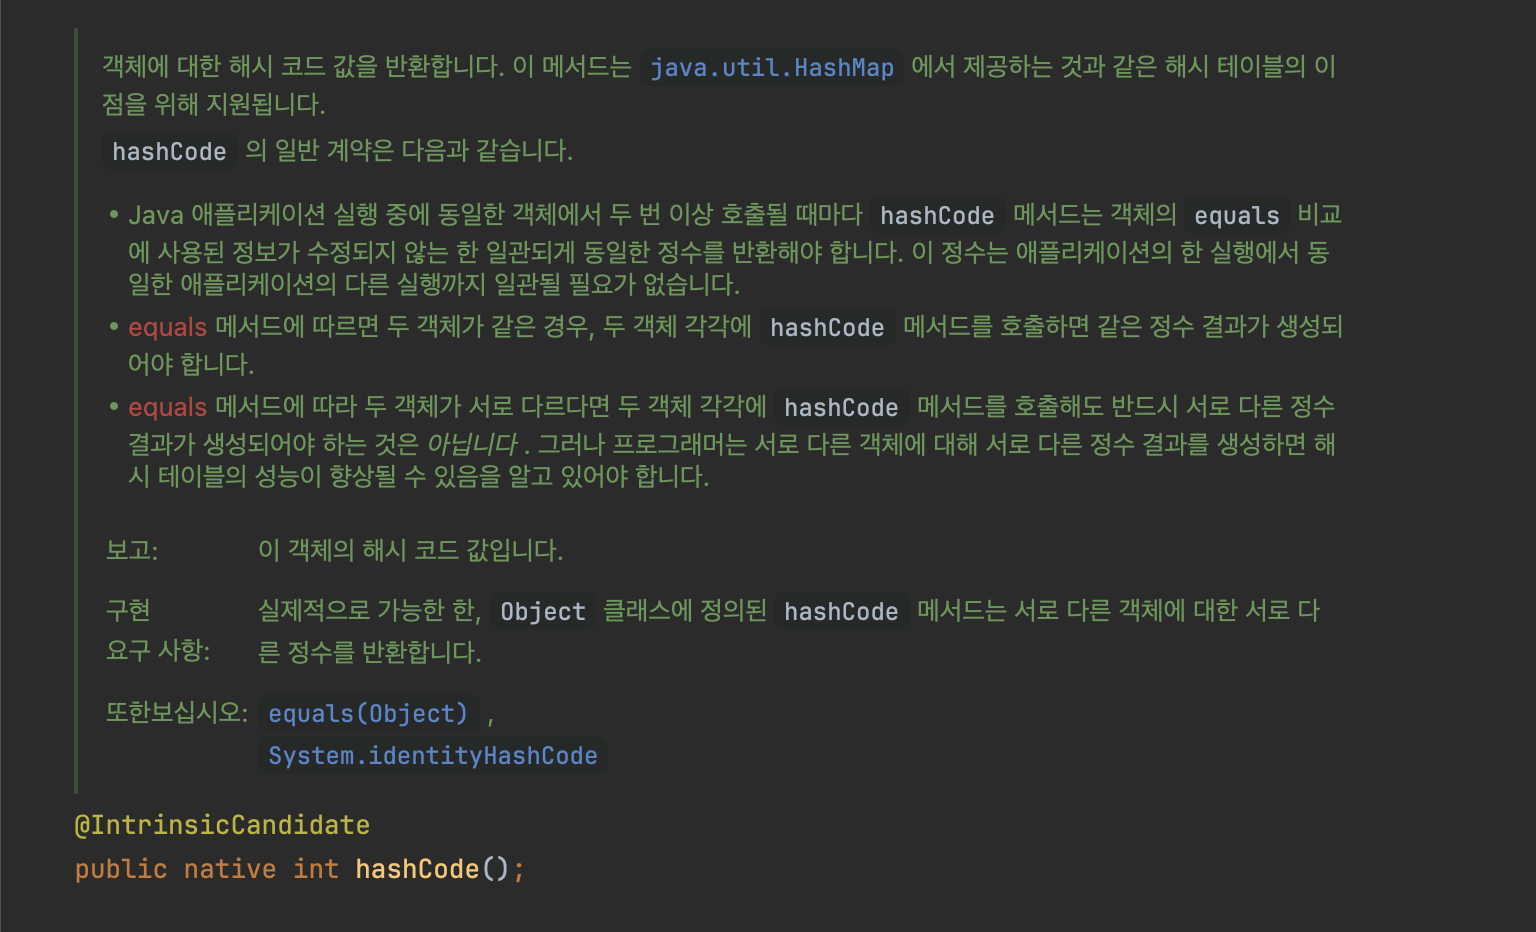 객체에 대한 해시 코드 값을 반환합니다. 이 메서드는 java.util.HashMap 에서 제공하는 것과 같은 해시 테이블의 이
점을 위해 지원됩니다.
hashCode 의 일반 계약은 다음과 같습니다.
• Java 애플리케이션 실행 중에 동일한 객체에서 두 번 이상 호출될 때마다 hashCode 메서드는 객체의 equals 비교
에 사용된 정보가 수정되지 않는 한 일관되게 동일한 정수를 반환해야 합니다. 이 정수는 애플리케이션의 한 실행에서 동
일한 애플리케이션의 다른 실행까지 일관될 필요가 없습니다.
• equals 메서드에 따르면 두 객체가 같은 경우, 두 객체 각각에 hashCode 메서드를 호출하면 같은 정수 결과가 생성되
어야 합니다.
• equals 메서드에 따라 두 객체가 서로 다르다면 두 객체 각각에 hashCode 메서드를 호출해도 반드시 서로 다른 정수
결과가 생성되어야 하는 것은 아닙니다 . 그러나 프로그래머는 서로 다른 객체에 대해 서로 다른 정수 결과를 생성하면 해
시 테이블의 성능이 향상될 수 있음을 알고 있어야 합니다.
보고: 이 객체의 해시 코드 값입니다.
구현 실제적으로 가능한 한, Object 클래스에 정의된 hashCode 메서드는 서로 다른 객체에 대한 서로 다
요구 사항: 른 정수를 반환합니다.
또한보십시오: equals(Object) ,
System.identityHashCode
@IntrinsicCandidate
public native int hashCode();